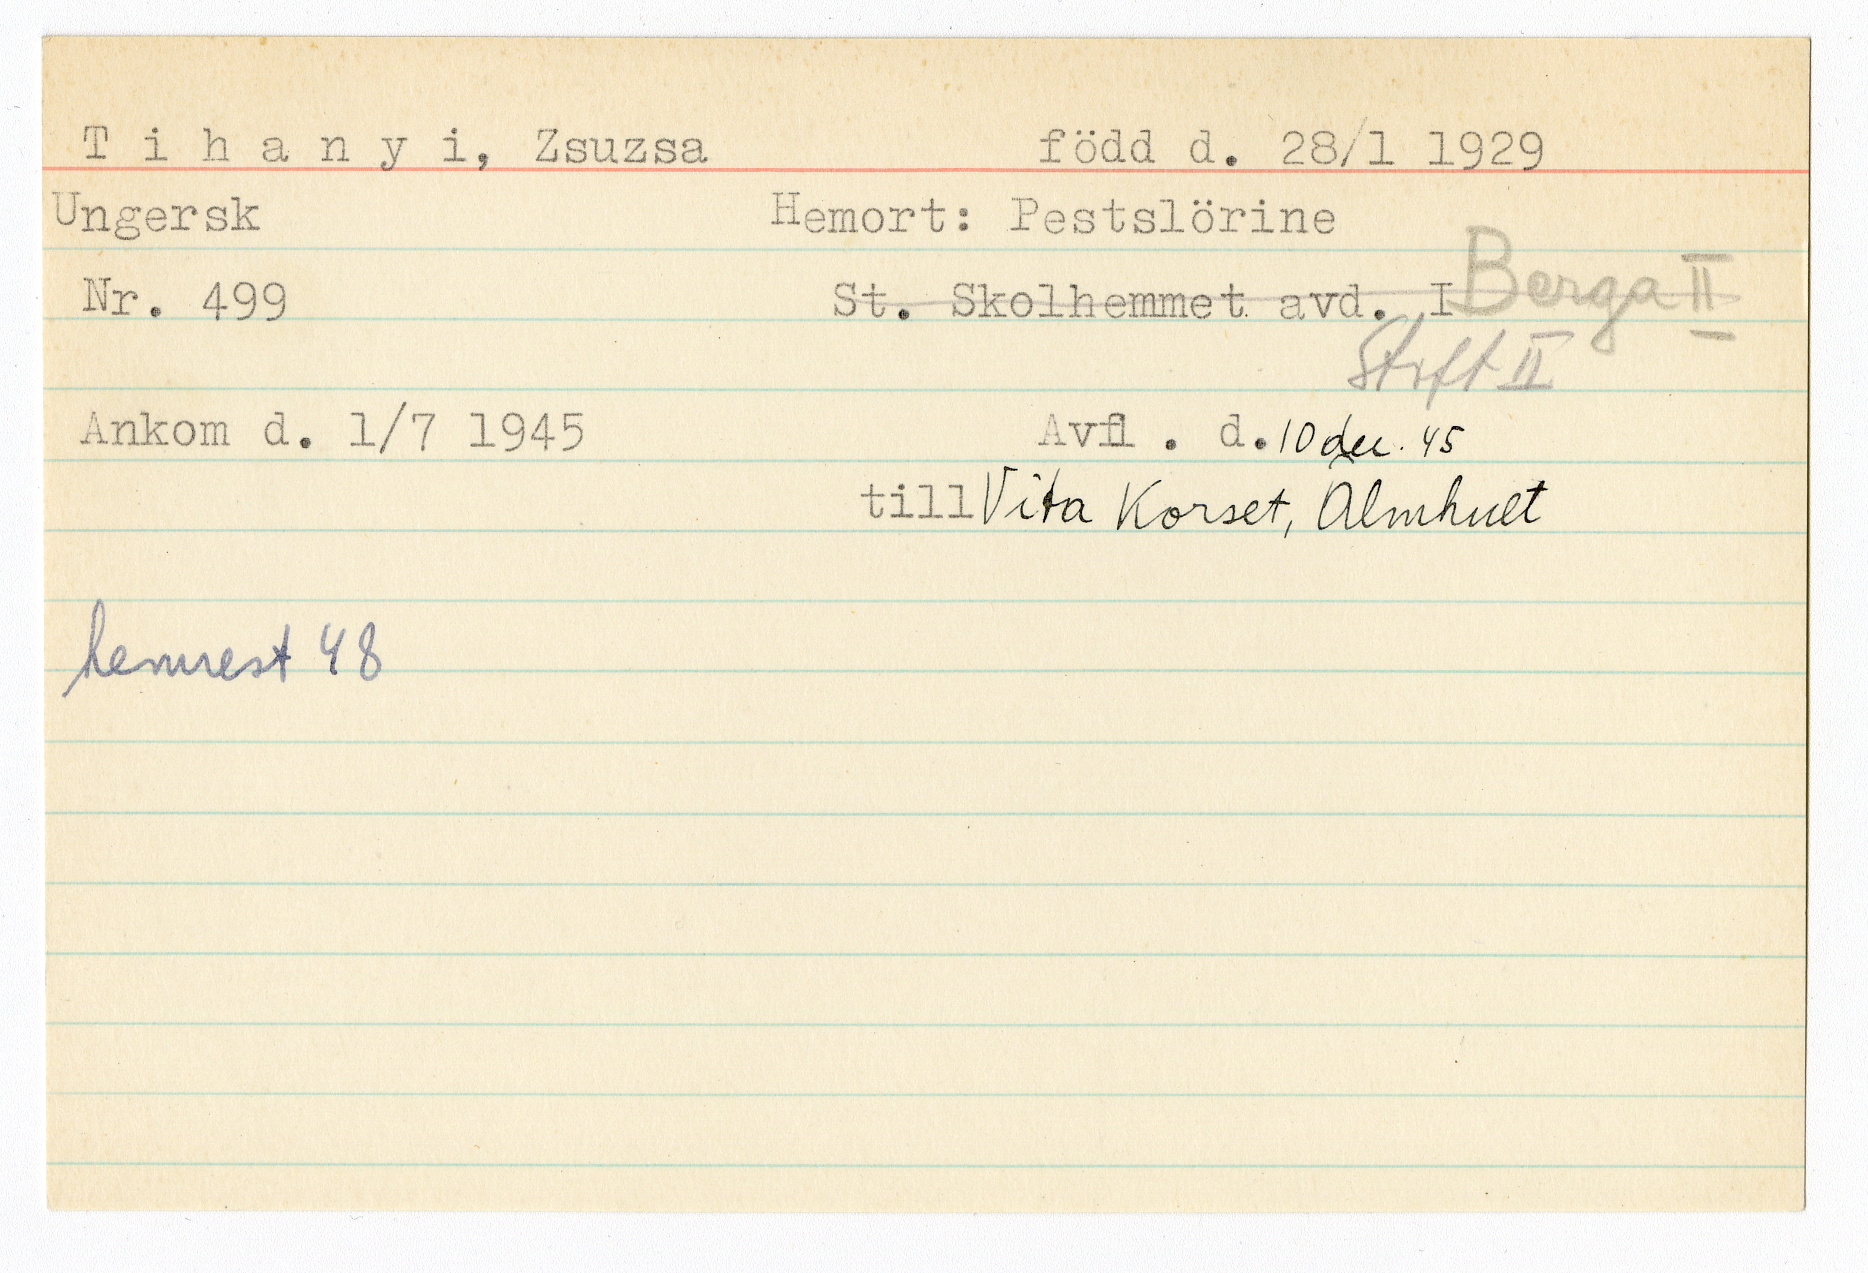 T i h a n y i, Zsuzsa född d. 28/1 1929
Ungersk Hemort: Pestslörine
Nr. 499 St. Skolhemmet avd. I Berga II
Stift II
Ankom d. 1/7 1945 Avfl . d. 10 dec. 45
till Vita Korset, Älmhult
hemrest 48